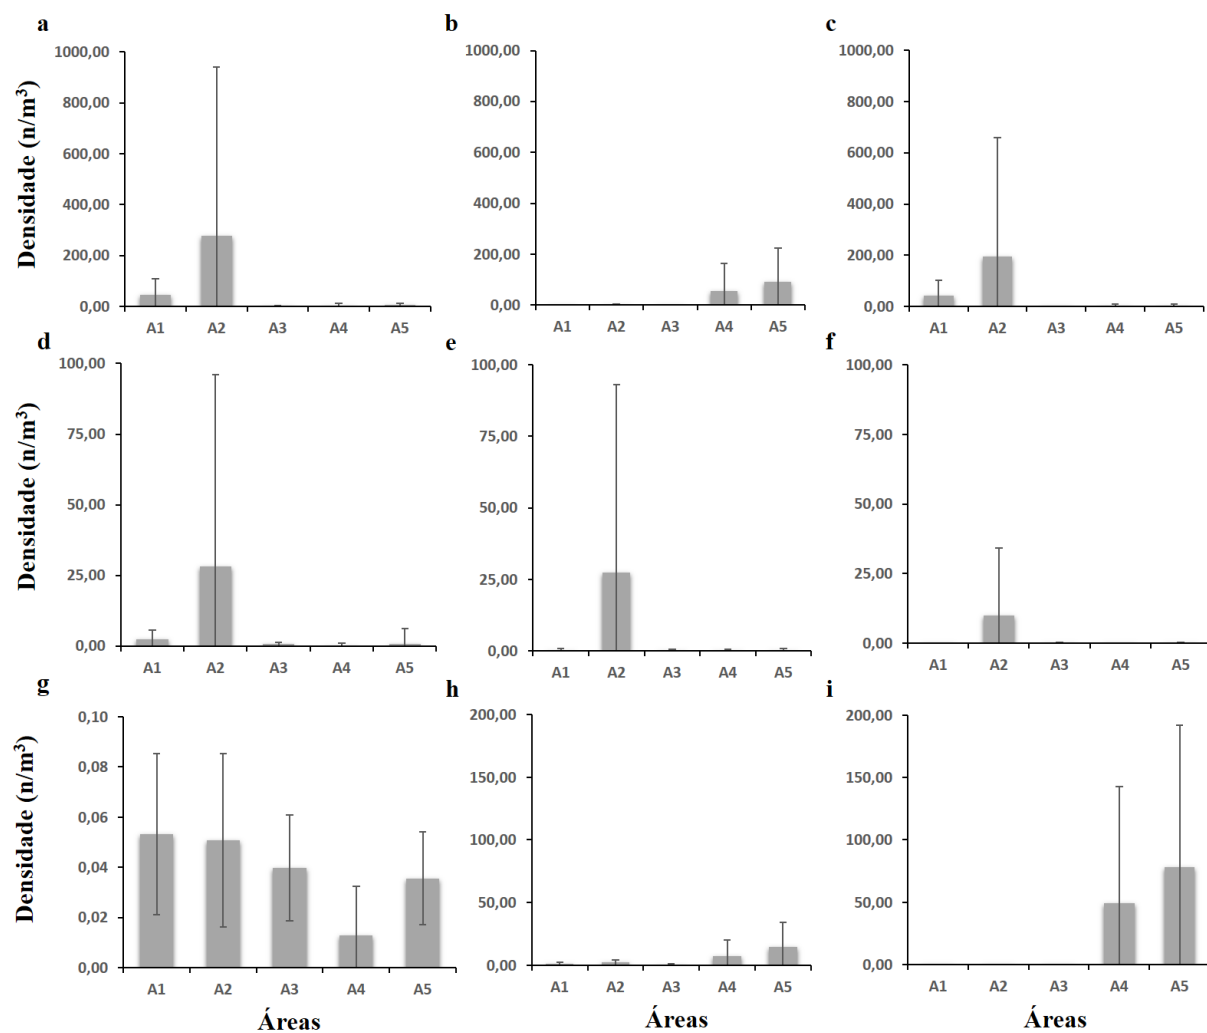 a
b
c
Densidade (n/m³)
1000,00
800,00
600,00
400,00
200,00
0,00
A1 A2 A3 A4 A5
1000,00
800,00
600,00
400,00
200,00
0,00
A1 A2 A3 A4 A5
1000,00
800,00
600,00
400,00
200,00
0,00
A1 A2 A3 A4 A5
d
e
f
Densidade (n/m³)
100,00
75,00
50,00
25,00
0,00
A1 A2 A3 A4 A5
100,00
75,00
50,00
25,00
0,00
A1 A2 A3 A4 A5
100,00
75,00
50,00
25,00
0,00
A1 A2 A3 A4 A5
g
h
i
Densidade (n/m³)
0,10
0,08
0,06
0,04
0,02
0,00
A1 A2 A3 A4 A5
Áreas
200,00
150,00
100,00
50,00
0,00
A1 A2 A3 A4 A5
Áreas
200,00
150,00
100,00
50,00
0,00
A1 A2 A3 A4 A5
Áreas